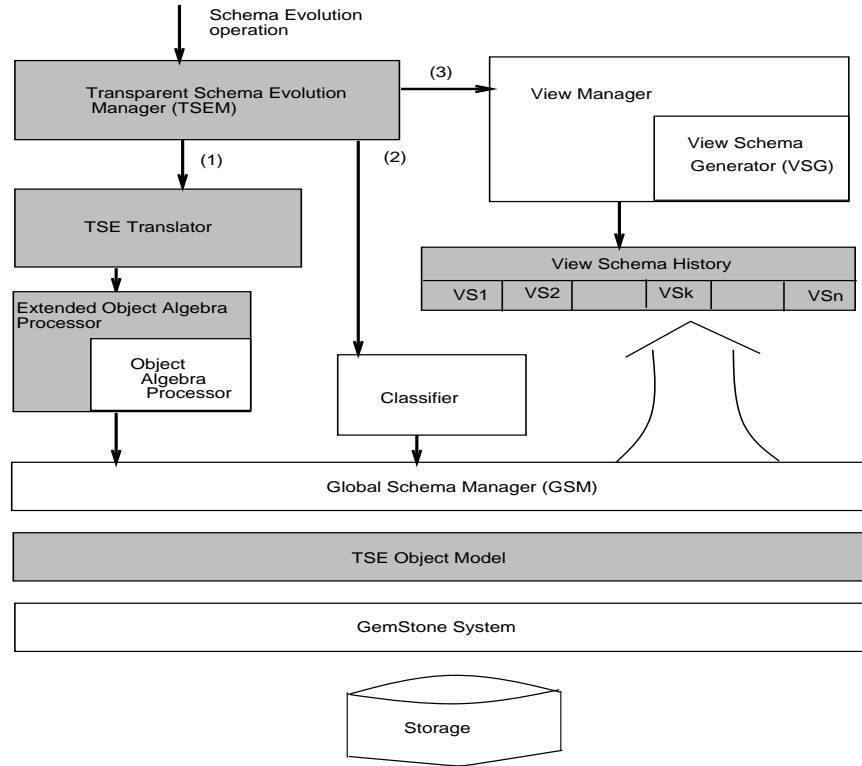 Schema Evolution
operation
(3)
Transparent Schema Evolution
Manager (TSEM)
View Manager
View Schema
Generator (VSG)
(1)
(2)
TSE Translator
View Schema History
VS1 VS2 VSk VSn
Extended Object Algebra
Processor
Object
Algebra
Processor
Classifier
Global Schema Manager (GSM)
TSE Object Model
GemStone System
Storage